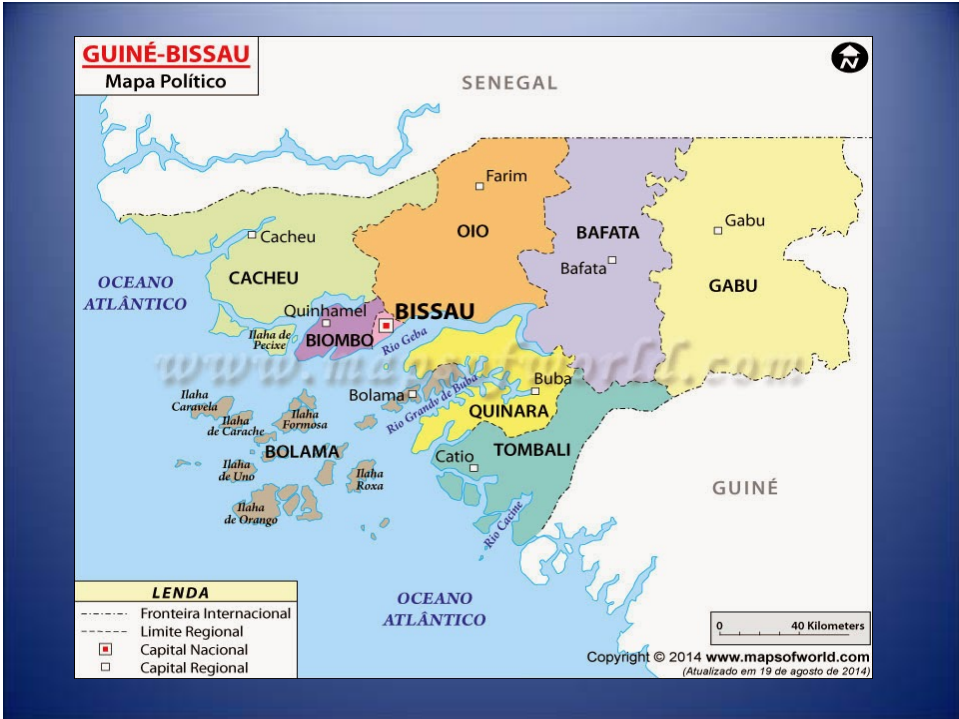 GUINÉ-BISSAU
Mapa Político
N
SENEGAL
Farim
OIO
Cacheu
CACHEU
BAFATA
Bafata
Gabu
GABU
OCEANO
ATLÂNTICO
Quinhamel
BISSAU
BIOMBO
Rio Geba
Ilaha de
Pecixe
www.mapsofworld.com
Bolama
Rio Grandv de Buba
Buba
QUINARA
Ilaha
Caravela
Ilaha
de Carache
Ilaha
Formosa
BOLAMA
Ilaha
de Uno
Ilaha
Roxa
Ilaha
de Orango
Catio
TOMBALI
Rio Cacine
GUINÉ
OCEANO
ATLÂNTICO
LENDA
Fronteira Internacional
Limite Regional
Capital Nacional
Capital Regional
0 40 Kilometers
Copyright © 2014 www.mapsofworld.com
(Atualizado em 19 de agosto de 2014)